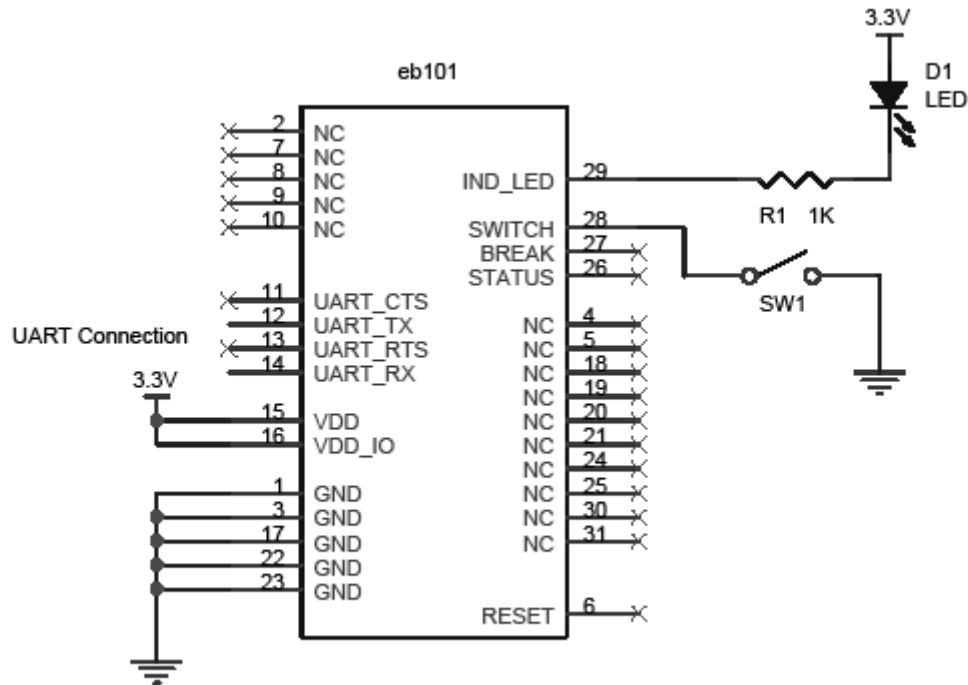 eb101
2 NC
7 NC
8 NC
9 NC
10 NC
11 UART_CTS
12 UART_TX
13 UART_RTS
14 UART_RX
UART Connection
3.3V
15 VDD
16 VDD_IO
1 GND
3 GND
17 GND
22 GND
23 GND
IND_LED 29
SWITCH 28
BREAK 27
STATUS 26
NC 4
NC 5
NC 18
NC 19
NC 20
NC 21
NC 24
NC 25
NC 30
NC 31
RESET 6
3.3V
D1
LED
R1 1K
SW1